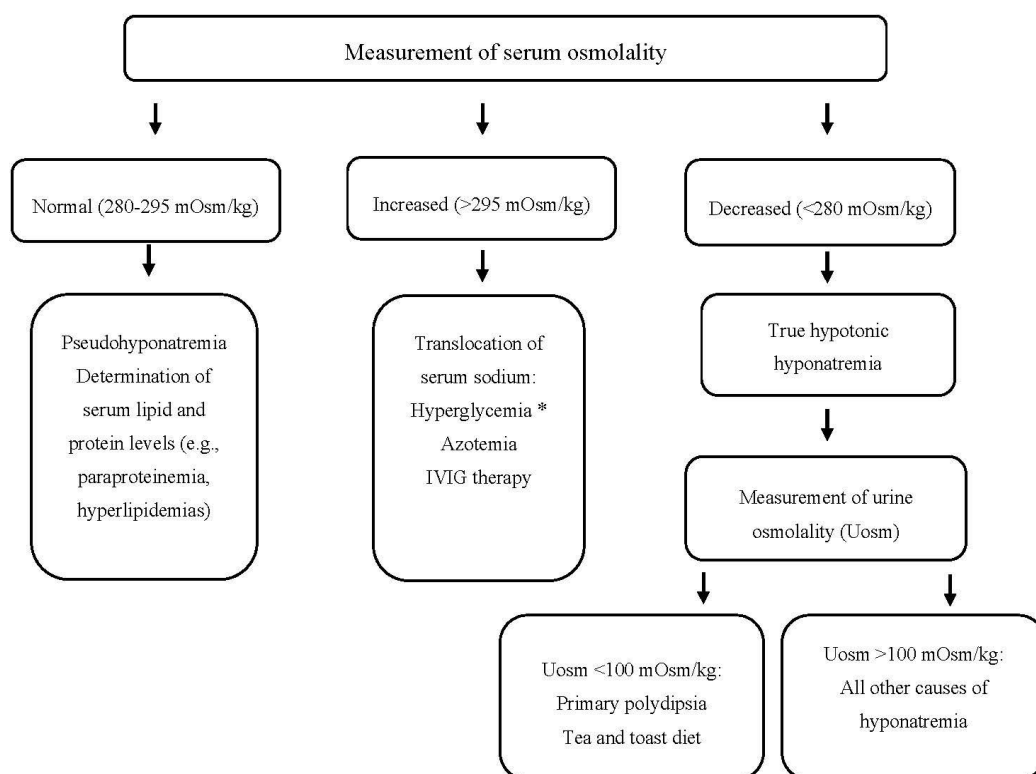 Measurement of serum osmolality
Normal (280-295 mOsm/kg)
Increased (>295 mOsm/kg)
Decreased (<280 mOsm/kg)
Pseudohyponatremia
Determination of
serum lipid and
protein levels (e.g.,
paraproteinemia,
hyperlipidemias)
Translocation of
serum sodium:
Hyperglycemia *
Azotemia
IVIG therapy
True hypotonic
hyponatremia
Measurement of urine
osmolality (Uosm)
Uosm <100 mOsm/kg:
Primary polydipsia
Tea and toast diet
Uosm >100 mOsm/kg:
All other causes of
hyponatremia